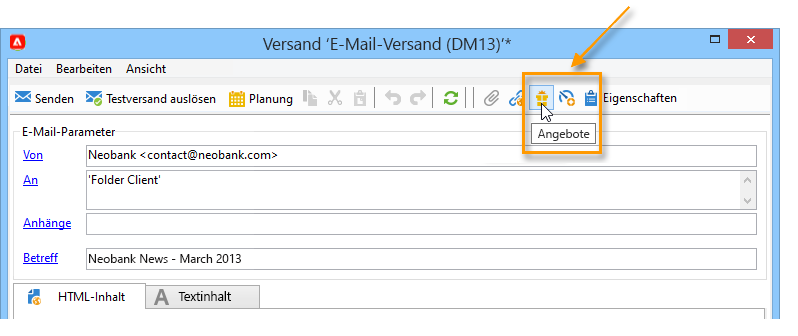 Versand ‘E-Mail-Versand (DM13)’*
Datei Bearbeiten Ansicht
Senden Testversand auslösen Planung Eigenschaften
Angebote
E-Mail-Parameter
Von Neobank <contact@neobank.com>
An 'Folder Client'
Anhänge
Betreff Neobank News - March 2013
HTML-Inhalt Textinhalt